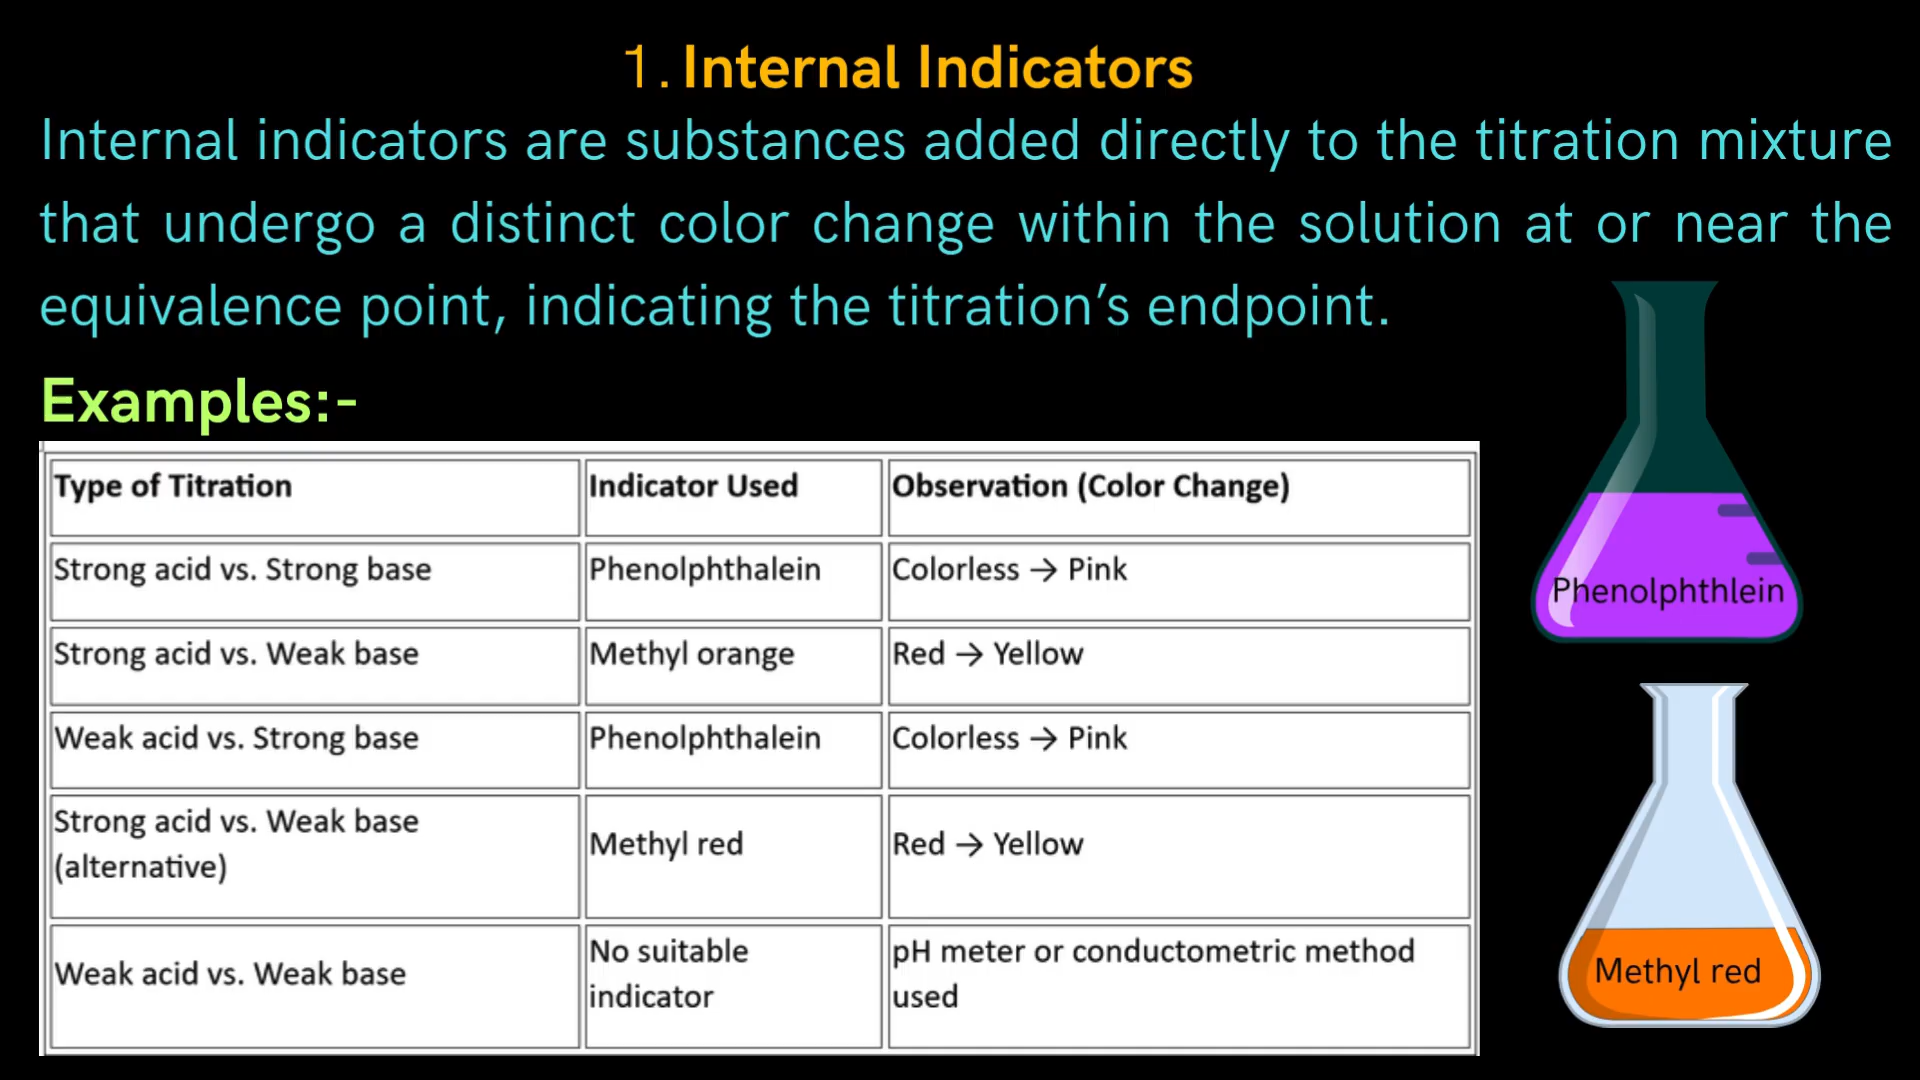 1. Internal Indicators
Internal indicators are substances added directly to the titration mixture
that undergo a distinct color change within the solution at or near the
equivalence point, indicating the titration’s endpoint.
Examples:-
Type of Titration Indicator Used Observation (Color Change)
Strong acid vs. Strong base Phenolphthalein Colorless → Pink
Strong acid vs. Weak base Methyl orange Red → Yellow
Weak acid vs. Strong base Phenolphthalein Colorless → Pink
Strong acid vs. Weak base
(alternative)
Methyl red Red → Yellow
Weak acid vs. Weak base
No suitable
indicator
pH meter or conductometric method
used
Phenolphthlein
Methyl red